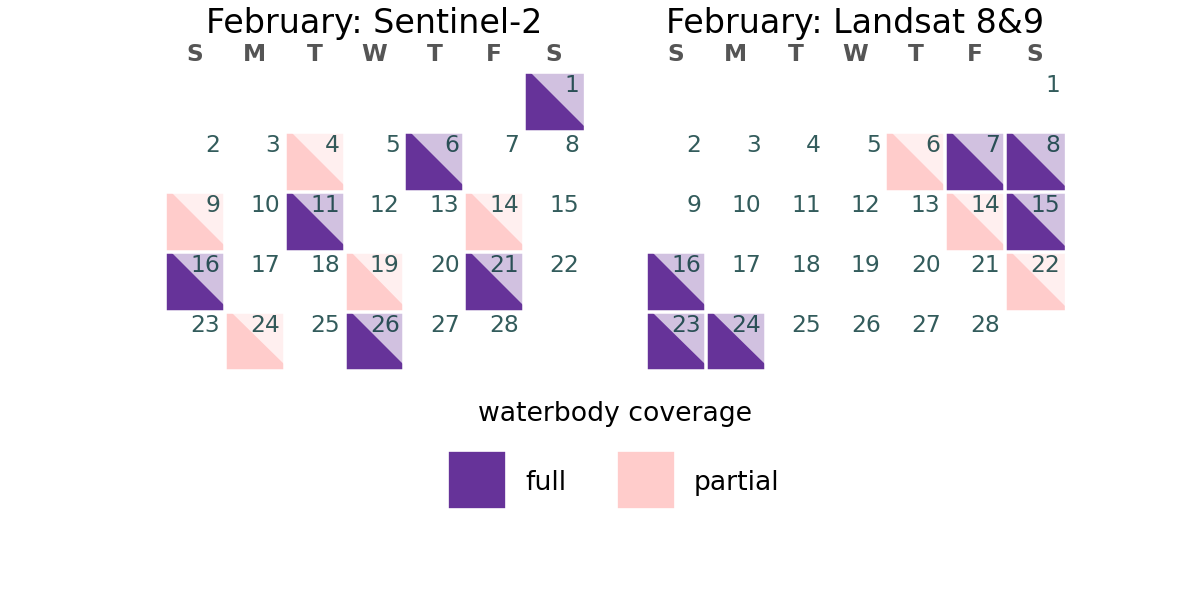 February: Sentinel-2
S M T W T F S
1
2 3 4 5 6 7 8
9 10 11 12 13 14 15
16 17 18 19 20 21 22
23 24 25 26 27 28
February: Landsat 8&9
S M T W T F S
1
2 3 4 5 6 7 8
9 10 11 12 13 14 15
16 17 18 19 20 21 22
23 24 25 26 27 28
waterbody coverage
full partial